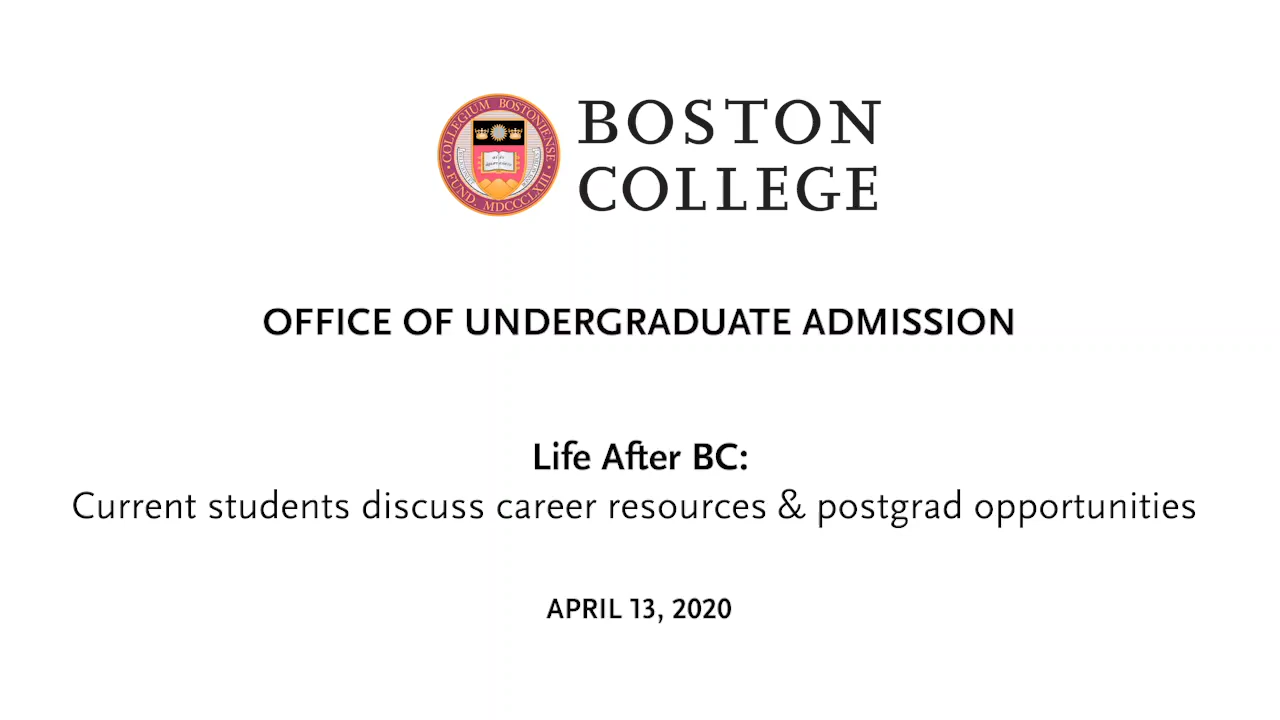 COLLEGIUM BOSTONIENSE
FUND. MDCCCLXIII
BOSTON
COLLEGE
OFFICE OF UNDERGRADUATE ADMISSION
Life After BC:
Current students discuss career resources & postgrad opportunities
APRIL 13, 2020